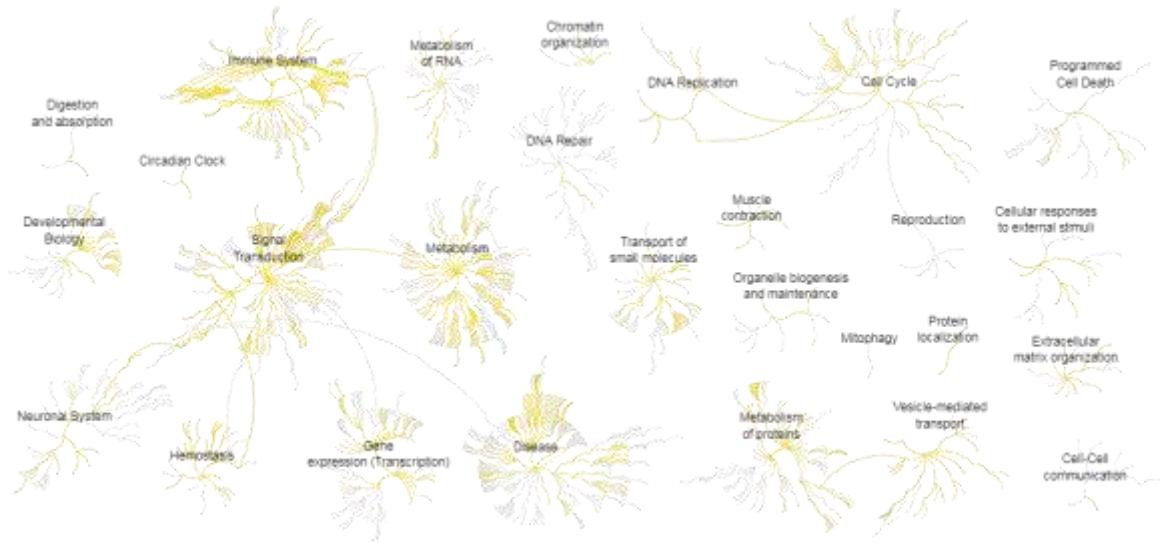 Immune System
Metabolism
of RNA
Chromatin
organization
DNA Replication
Cell Cycle
Programmed
Cell Death
Digestion
and absorption
Circadian Clock
DNA Repair
Developmental
Biology
Signal
Transduction
Metabolism
Transport of
small molecules
Muscle
contraction
Reproduction
Cellular responses
to external stimuli
Organelle biogenesis
and maintenance
Mitophagy
Protein
localization
Extracellular
matrix organization
Neuronal System
Hemostasis
Gene
expression (Transcription)
Disease
Metabolism
of proteins
Vesicle-mediated
transport
Cell-Cell
communication